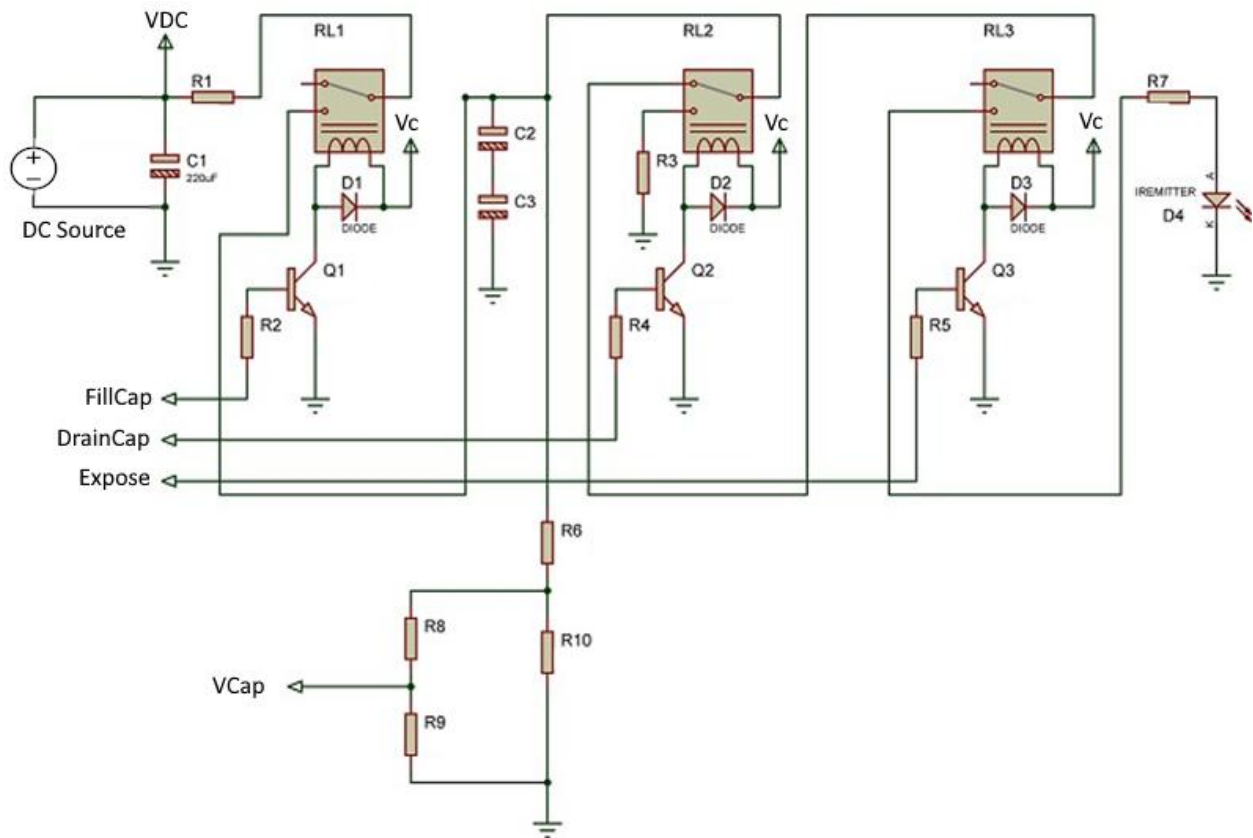 VDC
RL1
RL2
RL3
R1
R7
Vc
Vc
Vc
C2
C1
220uF
R3
D1
D2
D3
A
IREMITTER
C3
D4
DC Source
DIODE
DIODE
DIODE
K
Q1
Q2
Q3
R2
R4
R5
FillCap
DrainCap
Expose
R6
R8
R10
VCap
R9